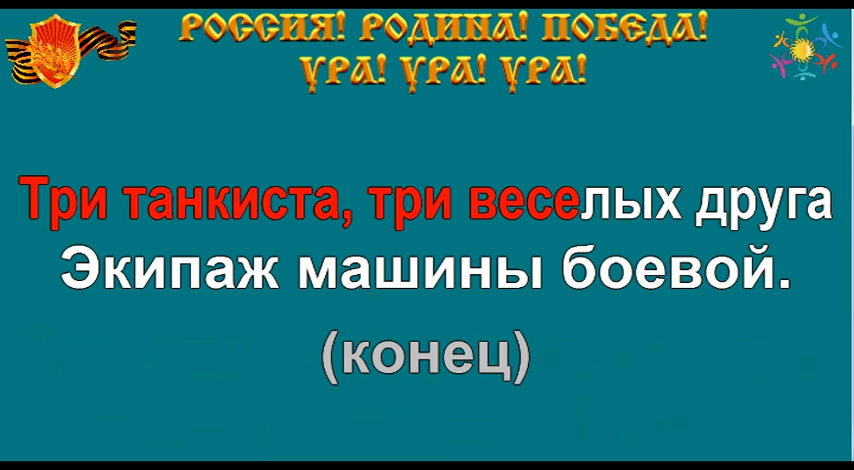 РОССИЯ! РОДИНА! ПОБЕДА!
УРА! УРА! УРА!
Три танкиста, три веселых друга
Экипаж машины боевой.
(конец)